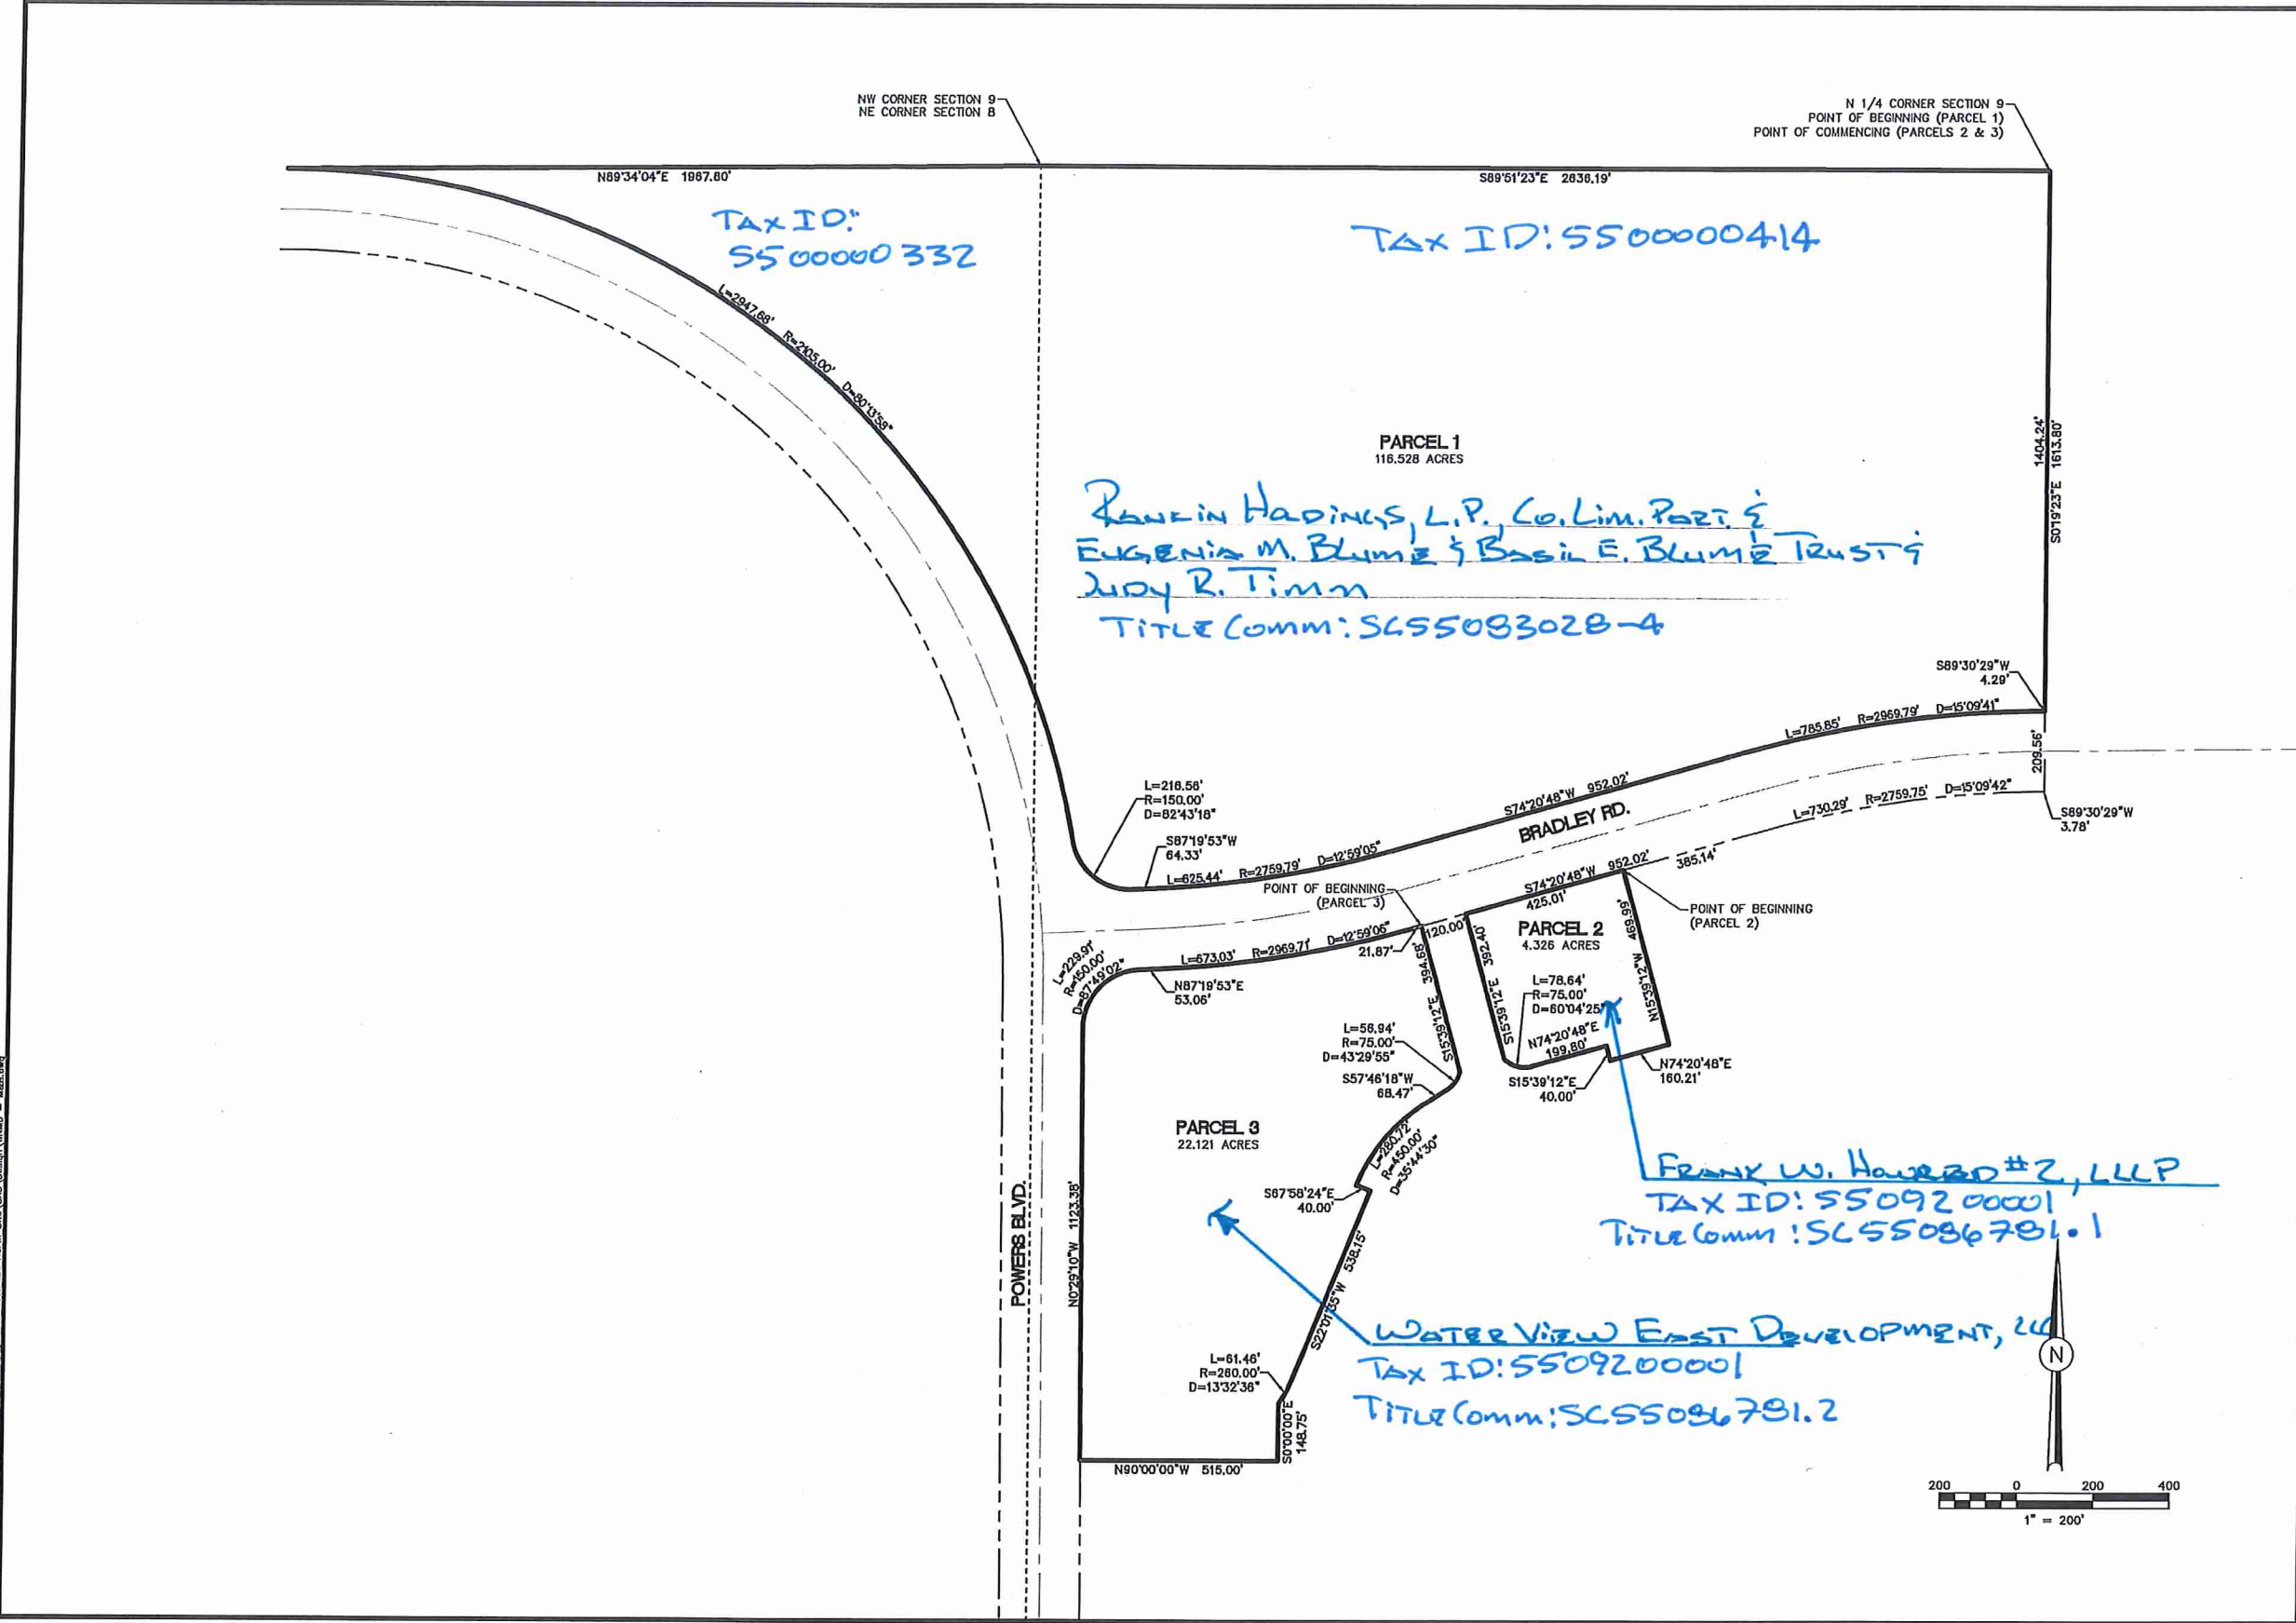 NW CORNER SECTION 9
NE CORNER SECTION 8
N 1/4 CORNER SECTION 9
POINT OF BEGINNING (PARCEL 1)
POINT OF COMMENCING (PARCELS 2 & 3)
N89°34'04"E 1967.60'
S89°51'23"E 2636.19'
TAX ID:
5500000332
TAX ID: 5500000414
L=2947.68' R=2105.00' D=80°13'58"
PARCEL 1
116.528 ACRES
1404.24'
S0°19'23"E 1613.80'
RANKIN HOLDINGS, L.P., CO. LIM. PART. &
EUGENIA M. BLUME & BASIL E. BLUME TRUST &
JUDY R. TIMM
TITLE COMM: SC55083028-4
S89°30'29"W
4.29'
L=785.85' R=2969.79' D=15°09'41"
209.56'
L=216.56'
R=150.00'
D=82°43'18"
S87°19'53"W
64.33'
L=625.44' R=2759.79' D=12°59'05"
S74°20'48"W 952.02'
BRADLEY RD.
L=730.29' R=2759.75' D=15°09'42"
S89°30'29"W
3.78'
POINT OF BEGINNING
(PARCEL 3)
S74°20'48"W 952.02'
385.14'
425.01'
120.00'
21.87'
POINT OF BEGINNING
(PARCEL 2)
PARCEL 2
4.326 ACRES
L=229.91'
R=150.00'
D=87°49'02"
L=673.03' R=2969.71' D=12°59'06"
N87°19'53"E
53.06'
S15°39'12"E 394.68'
S15°39'12"E 392.40'
N15°39'12"W 469.99'
L=78.64'
R=75.00'
D=60°04'25"
N74°20'48"E
199.80'
L=56.94'
R=75.00'
D=43°29'55"
S57°46'18"W
68.47'
S15°39'12"E
40.00'
N74°20'48"E
160.21'
PARCEL 3
22.121 ACRES
L=280.72'
R=450.00'
D=35°44'30"
S67°58'24"E
40.00'
FRANK W. HOWARD #2, LLLP
TAX ID: 5509200001
TITLE COMM: SC55086781.1
POWERS BLVD.
N0°29'10"W 1123.38'
S22°01'35"W 538.15'
WATER VIEW EAST DEVELOPMENT, LLC
TAX ID: 5509200001
TITLE COMM: SC55086781.2
L=61.46'
R=260.00'
D=13°32'36"
S0°00'00"E
148.75'
N90°00'00"W 515.00'
N
200 0 200 400
1" = 200'